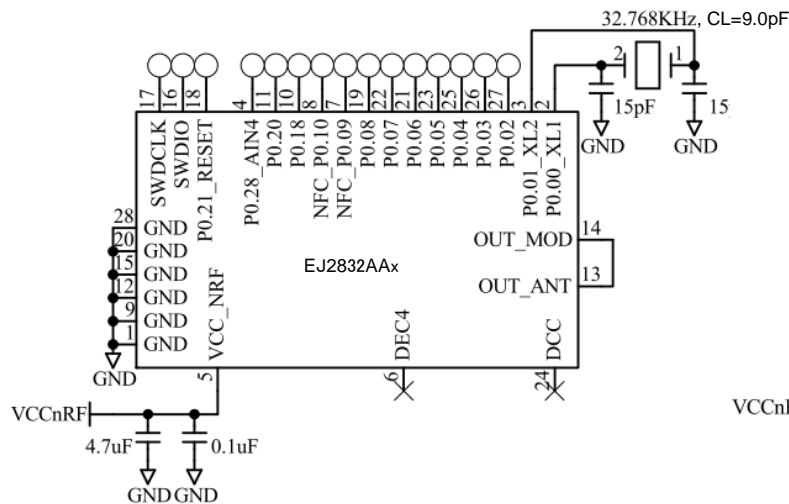 32.768KHz, CL=9.0pF
2
1
17
16
18
4
11
10
8
7
19
22
21
23
25
26
27
3
2
15pF
GND
GND
SWDCLK
SWDIO
P0.21_RESET
P0.28_AIN4
P0.20
P0.18
NFC_P0.10
NFC_P0.09
P0.08
P0.07
P0.06
P0.05
P0.04
P0.03
P0.02
P0.01_XL2
P0.00_XL1
28 GND
20 GND
15 GND
12 GND
9 GND
1 GND
EJ2832AAx
OUT_MOD 14
OUT_ANT 13
VCC_NRF
DEC4
DCC
GND
5
6
24
VCCnRF
4.7uF
0.1uF
GND GND